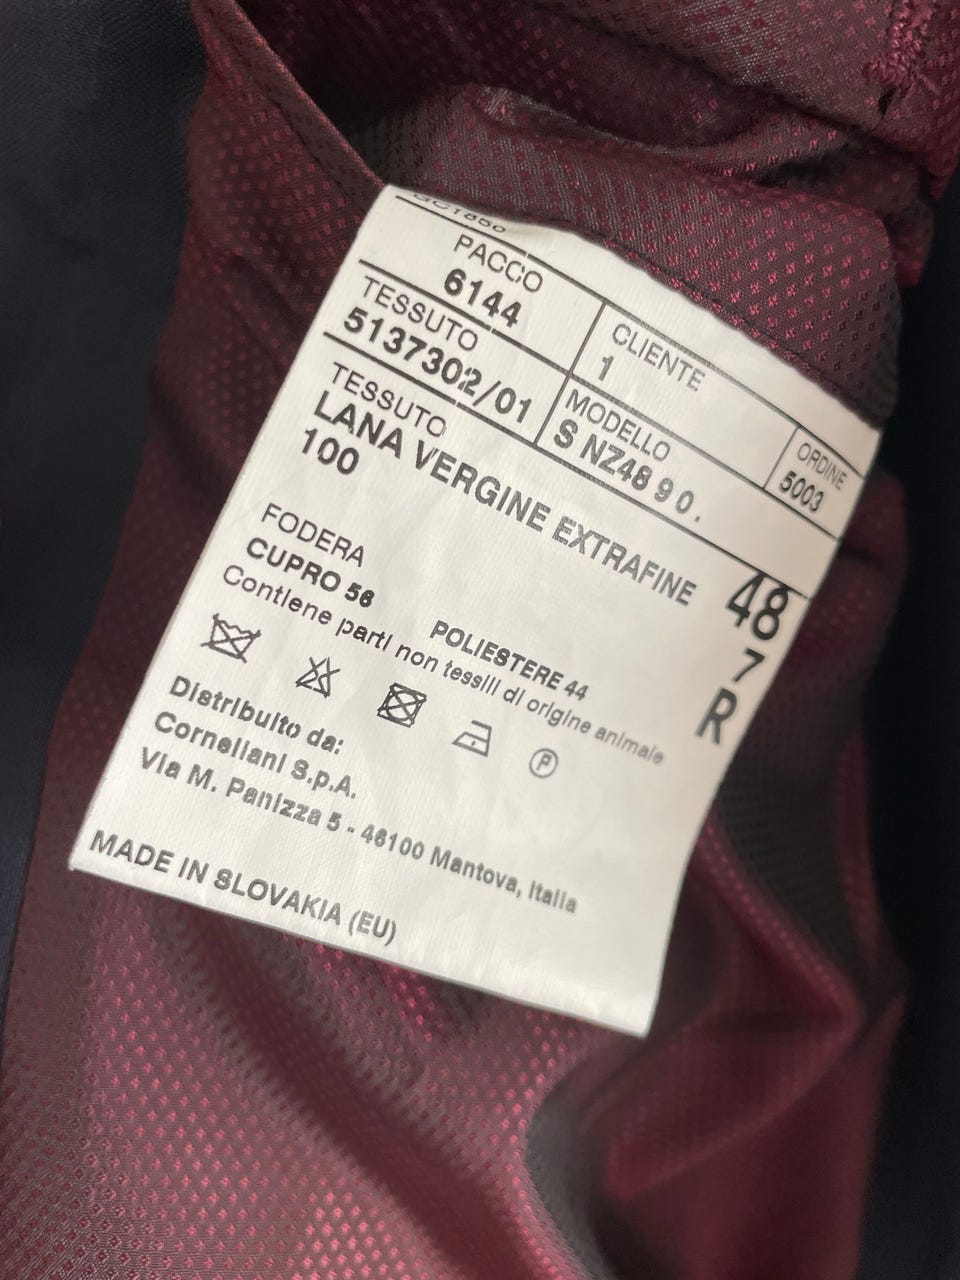 GC1850
PACCO
6144
CLIENTE
1
ORDINE
5003
TESSUTO
5137302/01
MODELLO
S NZ48 9 0.
TESSUTO
LANA VERGINE EXTRAFINE
100
48
7
R
FODERA
CUPRO 56
POLIESTERE 44
Contiene parti non tessili di origine animale
P
Distribuito da:
Corneliani S.p.A.
Via M. Panizza 5 - 46100 Mantova, Italia
MADE IN SLOVAKIA (EU)